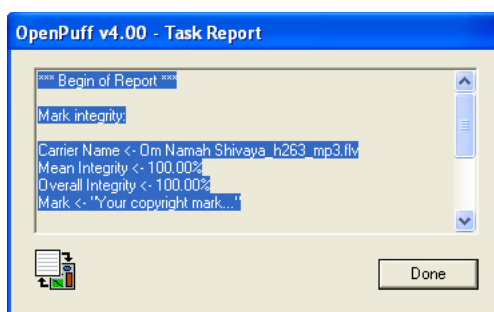 OpenPuff v4.00 - Task Report
*** Begin of Report ***
Mark integrity:
Carrier Name <- Om Namah Shivaya_h263_mp3.flv
Mean Integrity <- 100.00%
Overall Integrity <- 100.00%
Mark <- "Your copyright mark..."
Done